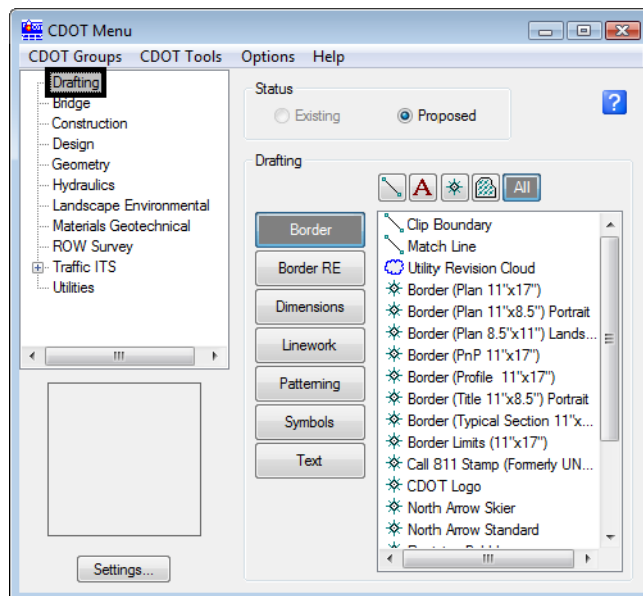 CDOT Menu
CDOT Groups CDOT Tools Options Help
Drafting
Bridge
Construction
Design
Geometry
Hydraulics
Landscape Environmental
Materials Geotechnical
ROW Survey
Traffic ITS
Utilities
Settings...
Status
Existing
Proposed
?
Drafting
A
All
Border
Border RE
Dimensions
Linework
Patterning
Symbols
Text
Clip Boundary
Match Line
Utility Revision Cloud
Border (Plan 11"x17")
Border (Plan 11"x8.5") Portrait
Border (Plan 8.5"x11") Lands...
Border (PnP 11"x17")
Border (Profile 11"x17")
Border (Title 11"x8.5") Portrait
Border (Typical Section 11"x...
Border Limits (11"x17")
Call 811 Stamp (Formerly UN...
CDOT Logo
North Arrow Skier
North Arrow Standard